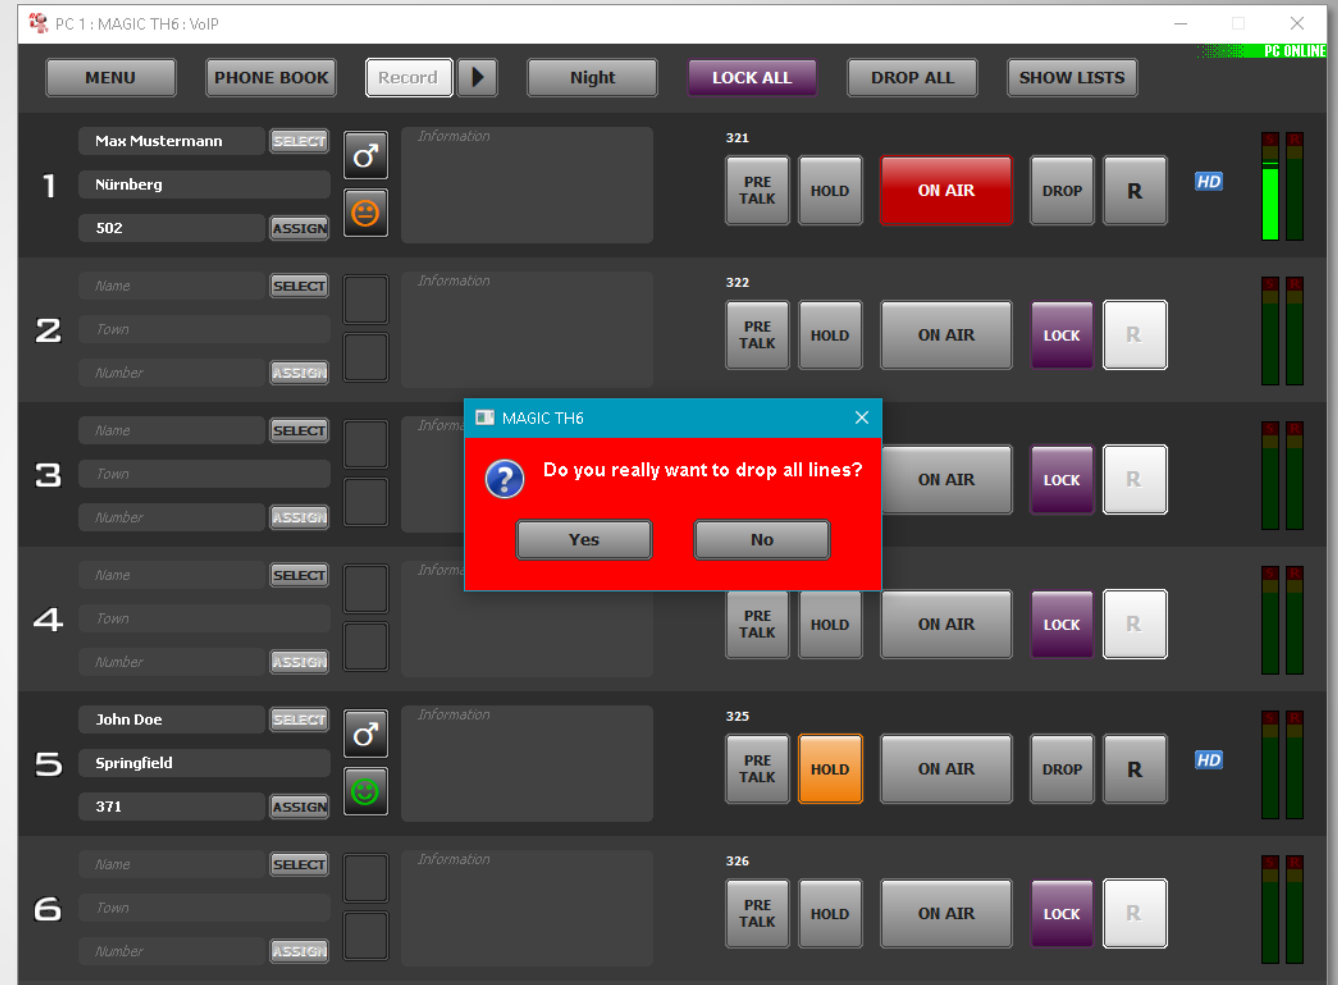 PC 1 : MAGIC TH6 : VoIP
PC ONLINE
MENU PHONE BOOK Record Night LOCK ALL DROP ALL SHOW LISTS
1
Max Mustermann SELECT
Nürnberg
502 ASSIGN
Information
321
PRE TALK HOLD ON AIR DROP R
HD
S R
2
Name SELECT
Town
Number ASSIGN
Information
322
PRE TALK HOLD ON AIR LOCK R
S R
3
Name SELECT
Town
Number ASSIGN
ON AIR LOCK R
S R
MAGIC TH6
Do you really want to drop all lines?
Yes No
4
Name SELECT
Town
Number ASSIGN
PRE TALK HOLD ON AIR LOCK R
S R
5
John Doe SELECT
Springfield
371 ASSIGN
Information
325
PRE TALK HOLD ON AIR DROP R
HD
S R
6
Name SELECT
Town
Number ASSIGN
Information
326
PRE TALK HOLD ON AIR LOCK R
S R